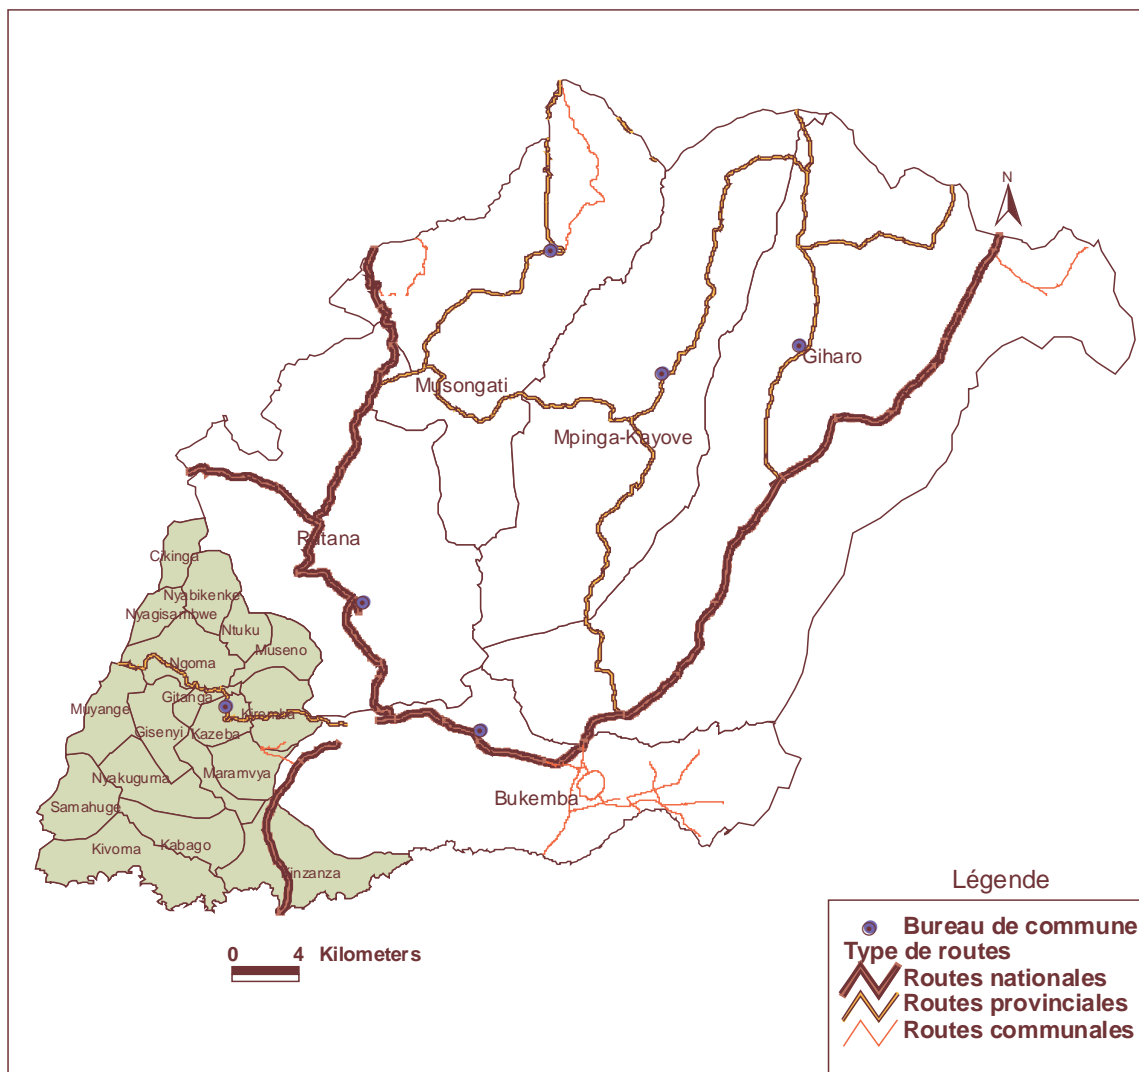 N
Giharo
Musongati
Mpinga-Kayove
Rutana
Cikinga
Nyabikenke
Nyagisambwe
Ntuku
Museno
Ngoma
Gitanga
Muyange
Kiremba
Gisenyi
Kazeba
Nyakuguma
Maramvya
Bukemba
Samahuge
Kabago
Kivoma
Kinzanza
Légende
Bureau de commune
Type de routes
Routes nationales
Routes provinciales
Routes communales
0 4 Kilometers